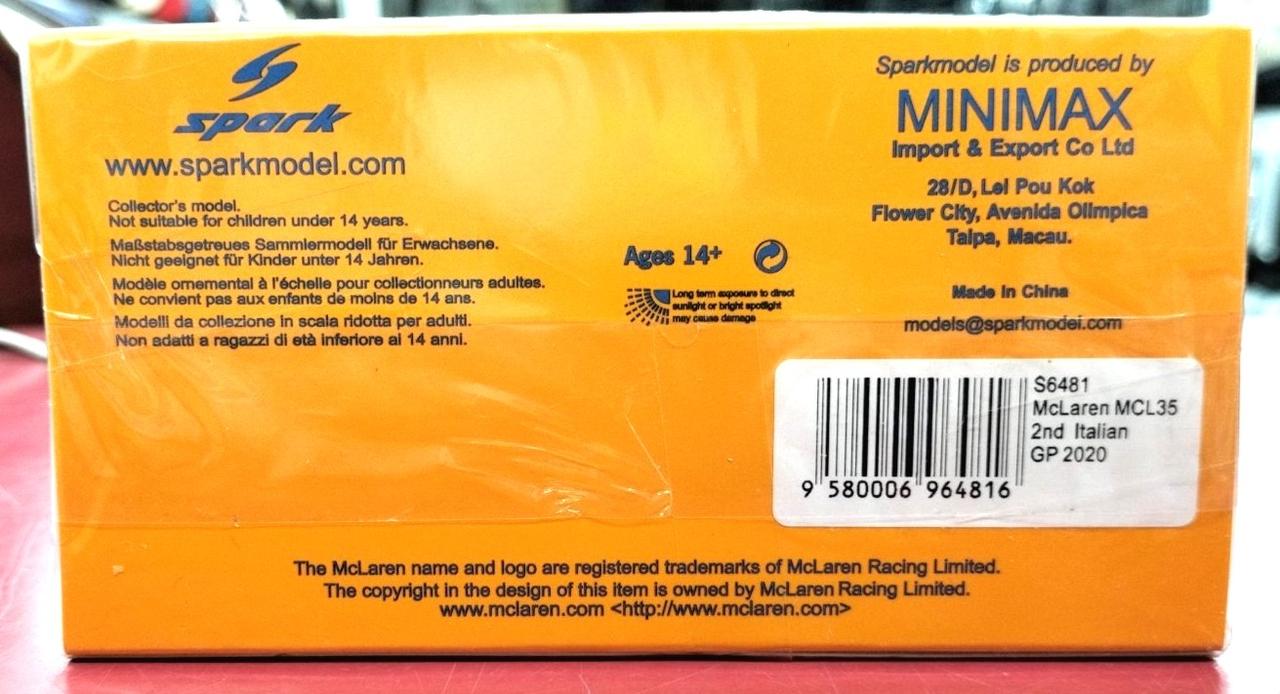 spark
www.sparkmodel.com
Collector's model.
Not suitable for children under 14 years.
Maßstabsgetreues Sammlermodell für Erwachsene.
Nicht geeignet für Kinder unter 14 Jahren.
Modèle ornemental à l'échelle pour collectionneurs adultes.
Ne convient pas aux enfants de moins de 14 ans.
Modelli da collezione in scala ridotta per adulti.
Non adatti a ragazzi di età inferiore ai 14 anni.
Ages 14+
Long term exposure to direct
sunlight or bright spotlight
may cause damage
Sparkmodel is produced by
MINIMAX
Import & Export Co Ltd
28/D, Lei Pou Kok
Flower City, Avenida Olimpica
Taipa, Macau.
Made in China
models@sparkmodel.com
S6481
McLaren MCL35
2nd Italian
GP 2020
9 580006 964816
The McLaren name and logo are registered trademarks of McLaren Racing Limited.
The copyright in the design of this item is owned by McLaren Racing Limited.
www.mclaren.com <http://www.mclaren.com>